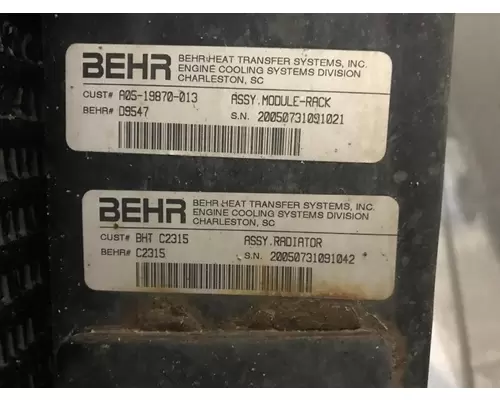 BEHR
BEHR HEAT TRANSFER SYSTEMS, INC.
ENGINE COOLING SYSTEMS DIVISION
CHARLESTON, SC
CUST# A05-19870-013 ASSY.MODULE-RACK
BEHR# D9547 S.N. 20050731091021
BEHR
BEHR HEAT TRANSFER SYSTEMS, INC.
ENGINE COOLING SYSTEMS DIVISION
CHARLESTON, SC
CUST# BHT C2315 ASSY.RADIATOR
BEHR# C2315 S.N. 20050731091042